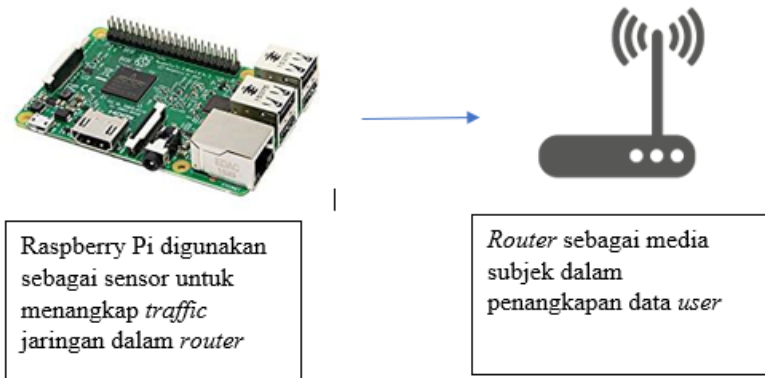 Raspberry Pi digunakan
sebagai sensor untuk
menangkap traffic
jaringan dalam router
Router sebagai media
subjek dalam
penangkapan data user